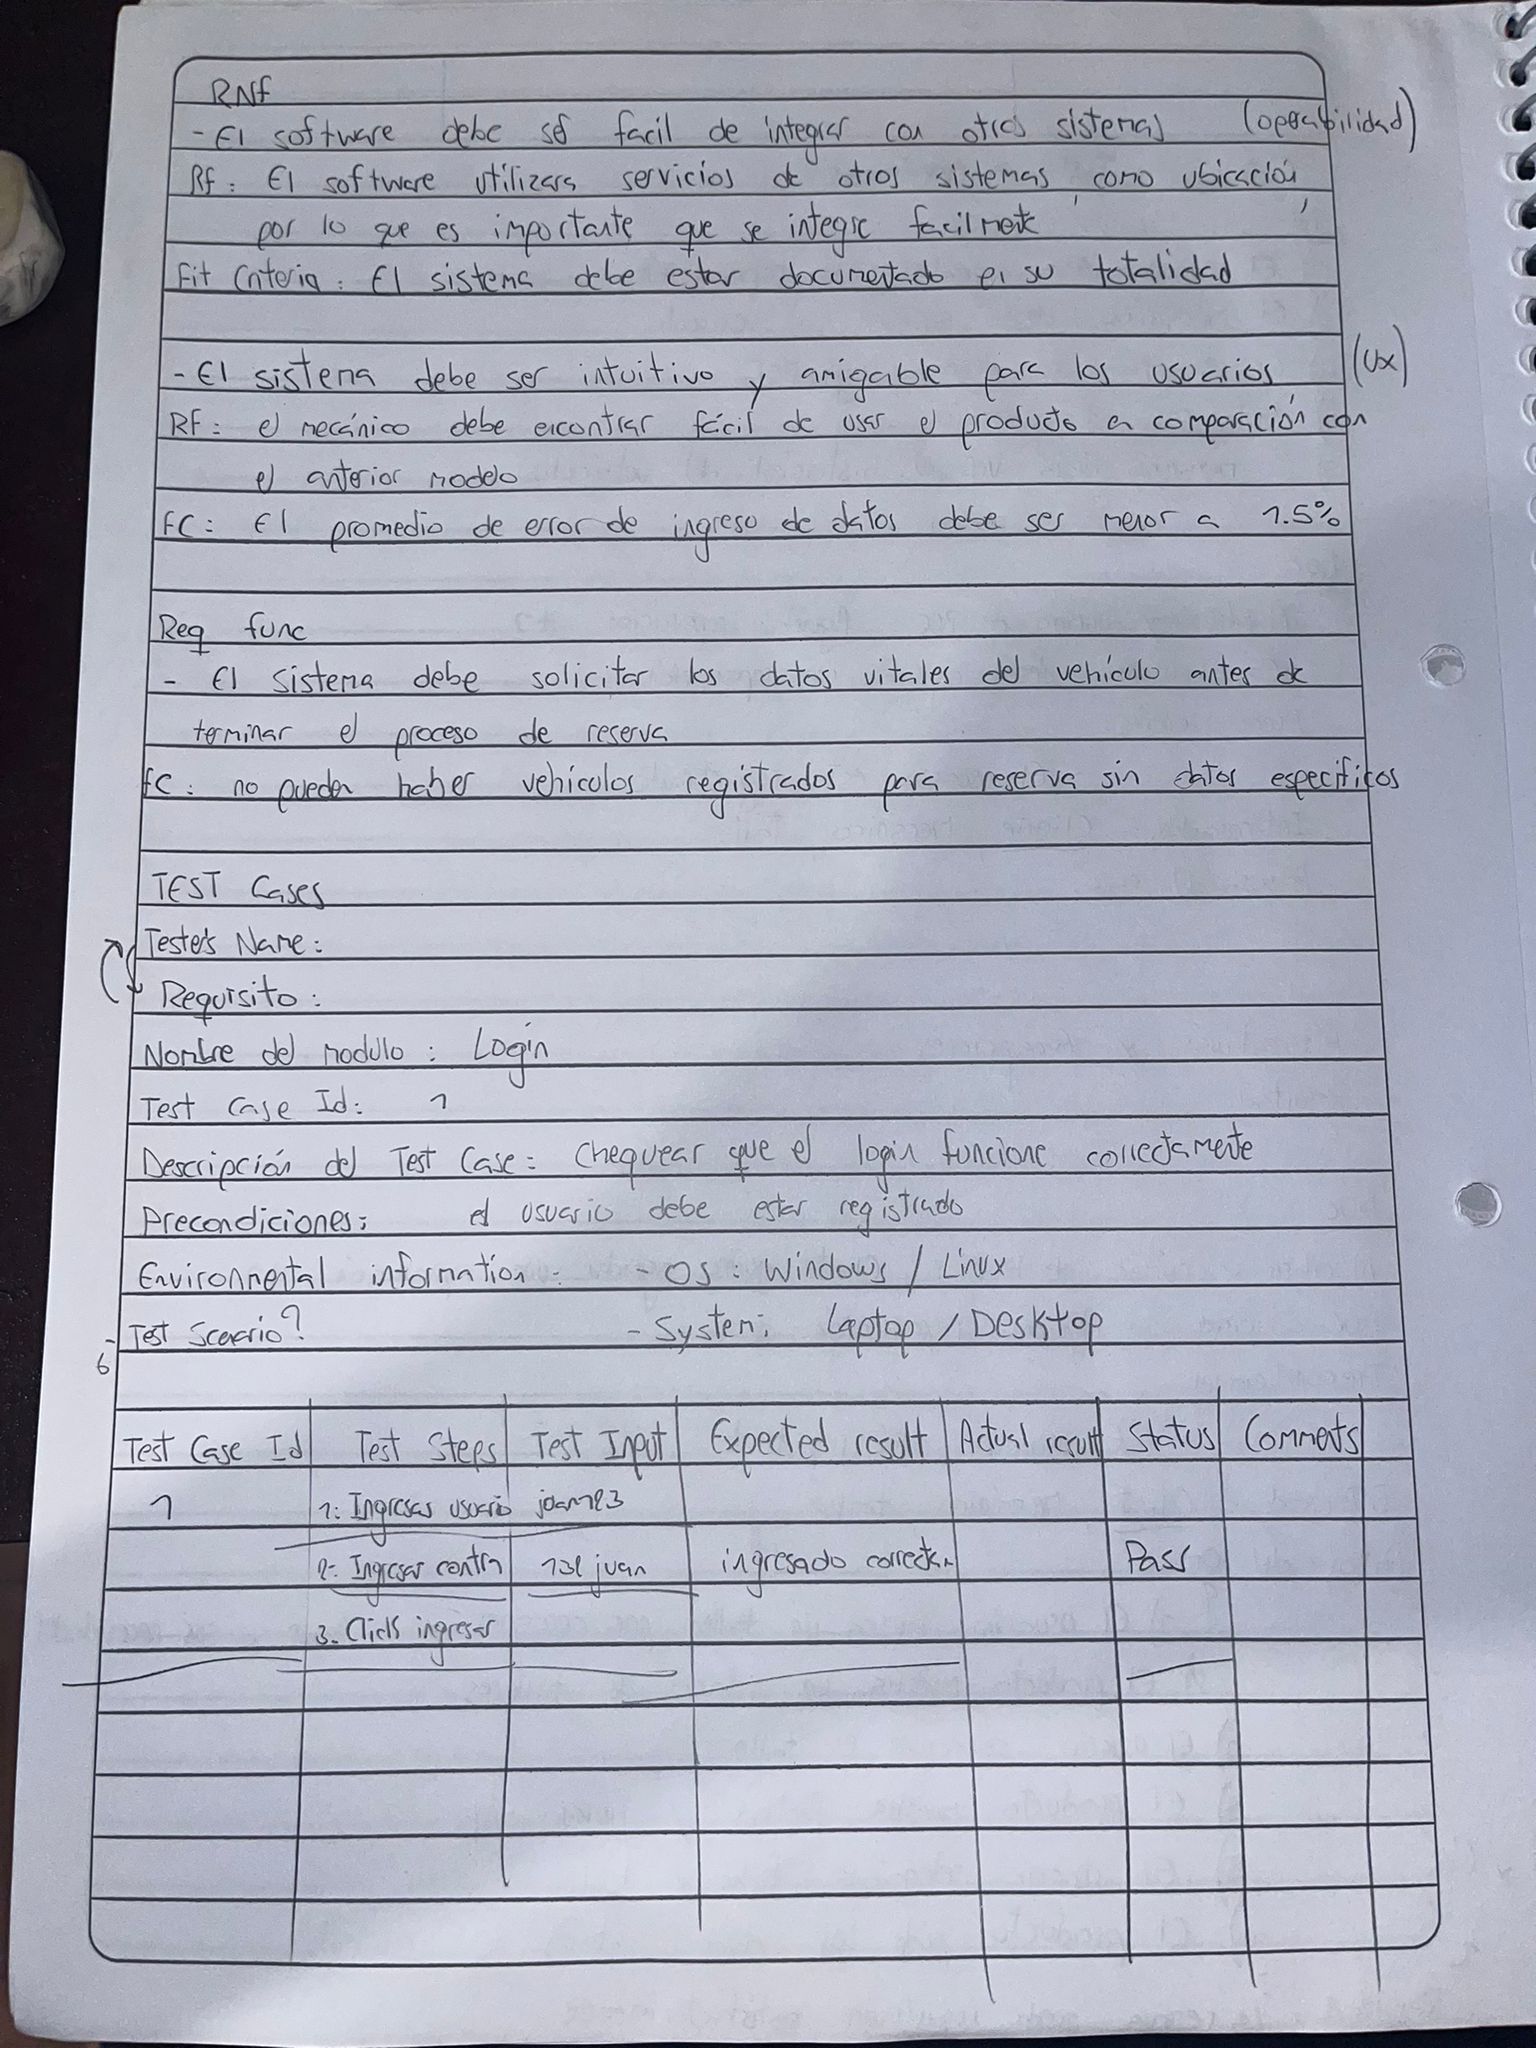 RNf
- El software debe ser facil de integrar con otros sistemas (operabilidad)
Rf: El software utilizara servicios de otros sistemas, como ubicación,
por lo que es importante que se integre facilmente
Fit Criteria: El sistema debe estar documentado en su totalidad
- El sistema debe ser intuitivo y amigable para los usuarios (Ux)
RF: el mecánico debe encontrar fácil de usar el producto en comparación con
el anterior modelo
FC: El promedio de error de ingreso de datos debe ser menor a 1.5%
Req func
- El sistema debe solicitar los datos vitales del vehículo antes de
terminar el proceso de reserva
FC: no pueden haber vehículos registrados para reserva sin datos especificos
TEST Cases
Tester's Name:
Requisito:
Nombre del modulo: Login
Test Case Id: 1
Descripción del Test Case: Chequear que el login funcione correctamente
Precondiciones: el usuario debe estar registrado
Environmental information: - OS: Windows / Linux
- Test Scenario? - System: Laptop / Desktop
6
Test Case Id Test Steps Test Input Expected result Actual result Status Comments
1 1: Ingresar usuario
2- Ingresar contra juan ingresado correctam Pass
3. Click ingresar